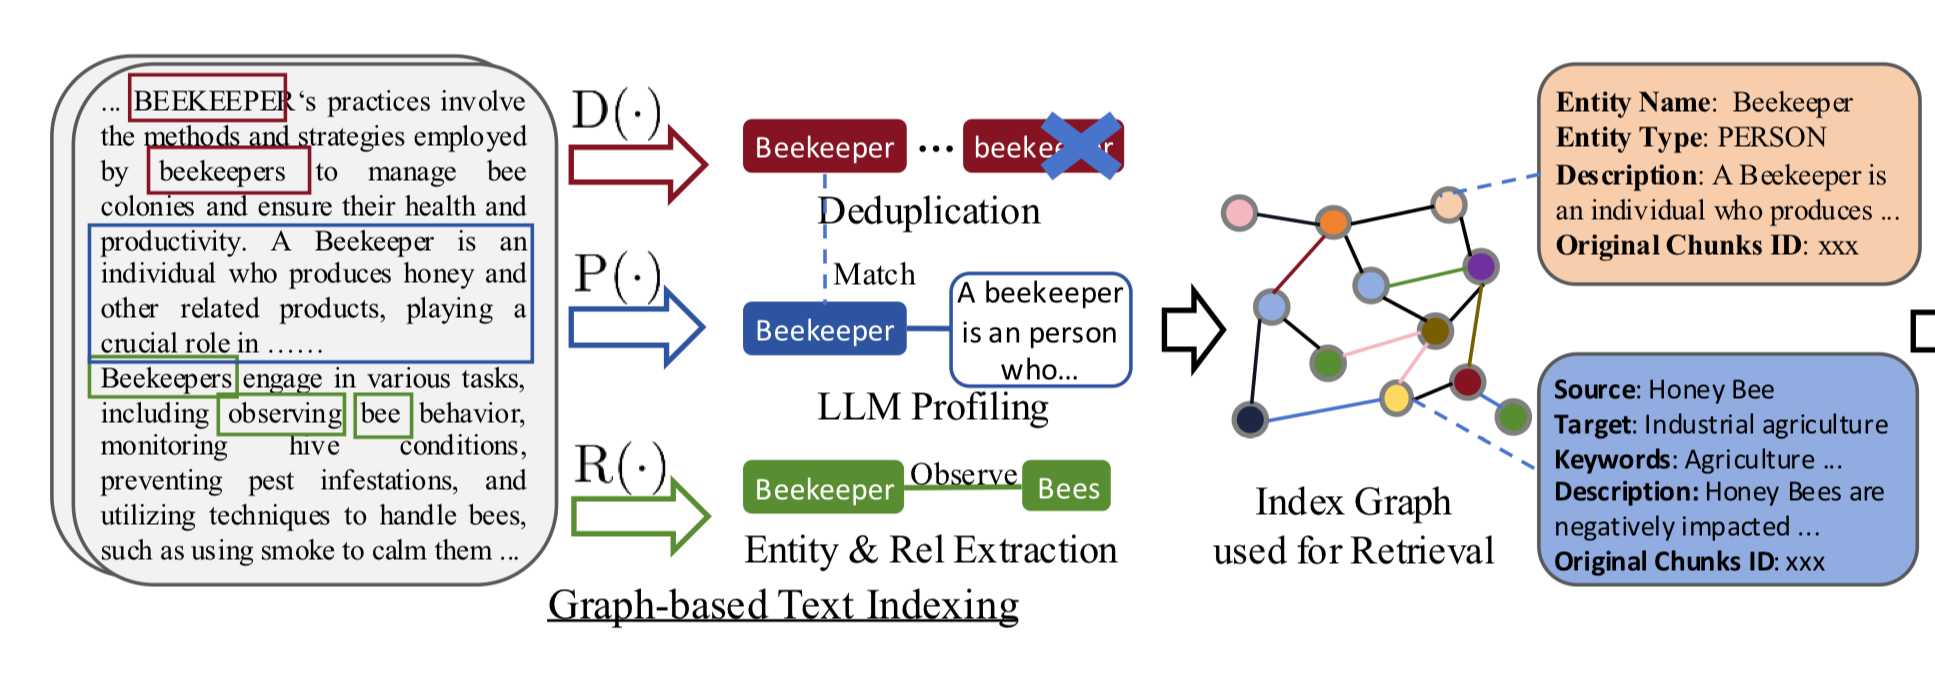 ... BEEKEEPER‘s practices involve
the methods and strategies employed
by beekeepers to manage bee
colonies and ensure their health and
productivity. A Beekeeper is an
individual who produces honey and
other related products, playing a
crucial role in ……
Beekeepers engage in various tasks,
including observing bee behavior,
monitoring hive conditions,
preventing pest infestations, and
utilizing techniques to handle bees,
such as using smoke to calm them ...
D(·)
Beekeeper ... beekeeper
Deduplication
Match
P(·)
Beekeeper
A beekeeper
is an person
who...
LLM Profiling
R(·)
Beekeeper Observe Bees
Entity & Rel Extraction
Graph-based Text Indexing
Index Graph
used for Retrieval
Entity Name: Beekeeper
Entity Type: PERSON
Description: A Beekeeper is
an individual who produces ...
Original Chunks ID: xxx
Source: Honey Bee
Target: Industrial agriculture
Keywords: Agriculture ...
Description: Honey Bees are
negatively impacted ...
Original Chunks ID: xxx